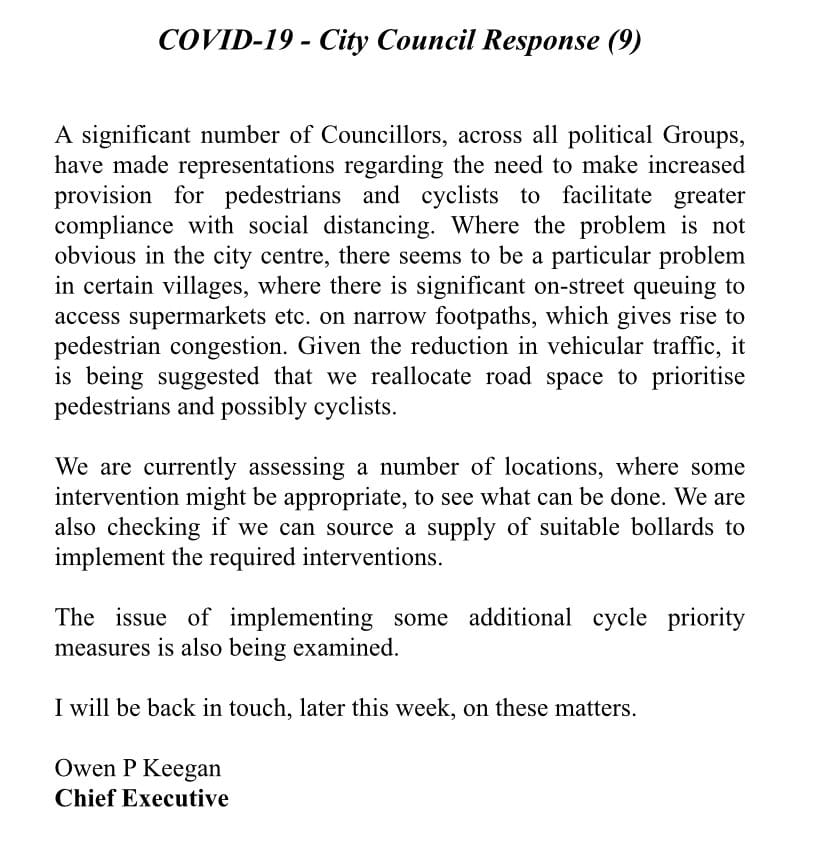 COVID-19 - City Council Response (9)
A significant number of Councillors, across all political Groups,
have made representations regarding the need to make increased
provision for pedestrians and cyclists to facilitate greater
compliance with social distancing. Where the problem is not
obvious in the city centre, there seems to be a particular problem
in certain villages, where there is significant on-street queuing to
access supermarkets etc. on narrow footpaths, which gives rise to
pedestrian congestion. Given the reduction in vehicular traffic, it
is being suggested that we reallocate road space to prioritise
pedestrians and possibly cyclists.
We are currently assessing a number of locations, where some
intervention might be appropriate, to see what can be done. We are
also checking if we can source a supply of suitable bollards to
implement the required interventions.
The issue of implementing some additional cycle priority
measures is also being examined.
I will be back in touch, later this week, on these matters.
Owen P Keegan
Chief Executive